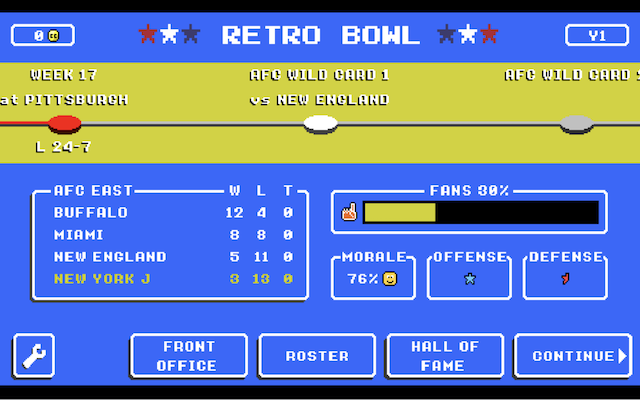 0
RETRO BOWL
Y1
WEEK 17
AFC WILD CARD 1
AFC WILD CARD
at PITTSBURGH
vs NEW ENGLAND
L 24-7
AFC EAST W L T
BUFFALO 12 4 0
MIAMI 8 8 0
NEW ENGLAND 5 11 0
NEW YORK J 3 13 0
FANS 30%
MORALE
76%
OFFENSE
DEFENSE
FRONT
OFFICE
ROSTER
HALL OF
FAME
CONTINUE